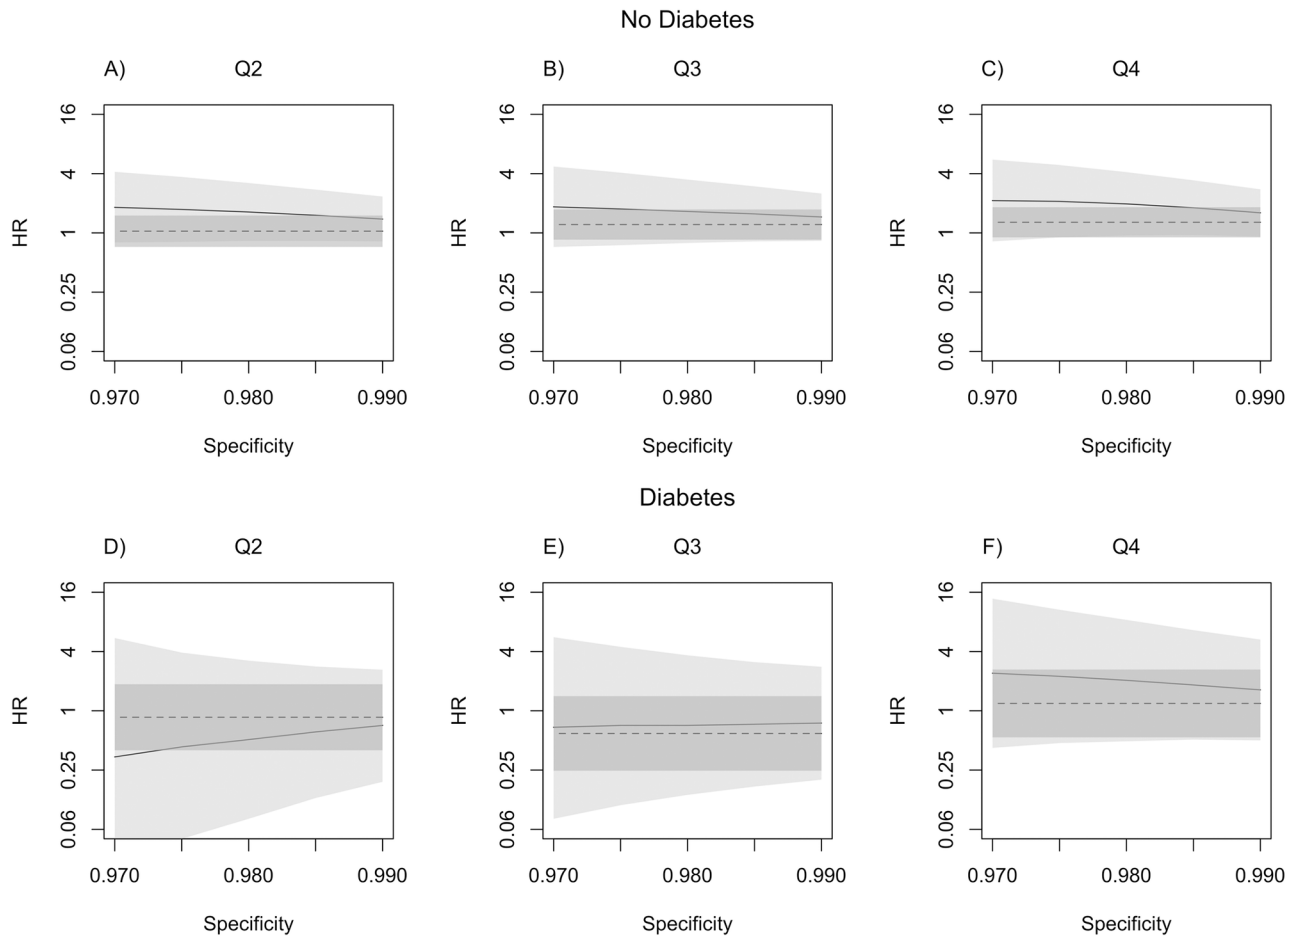 No Diabetes
A) Q2
B) Q3
C) Q4
HR 16 4 1 0.25 0.06
HR 16 4 1 0.25 0.06
HR 16 4 1 0.25 0.06
0.970 0.980 0.990
0.970 0.980 0.990
0.970 0.980 0.990
Specificity
Specificity
Specificity
Diabetes
D) Q2
E) Q3
F) Q4
HR 16 4 1 0.25 0.06
HR 16 4 1 0.25 0.06
HR 16 4 1 0.25 0.06
0.970 0.980 0.990
0.970 0.980 0.990
0.970 0.980 0.990
Specificity
Specificity
Specificity